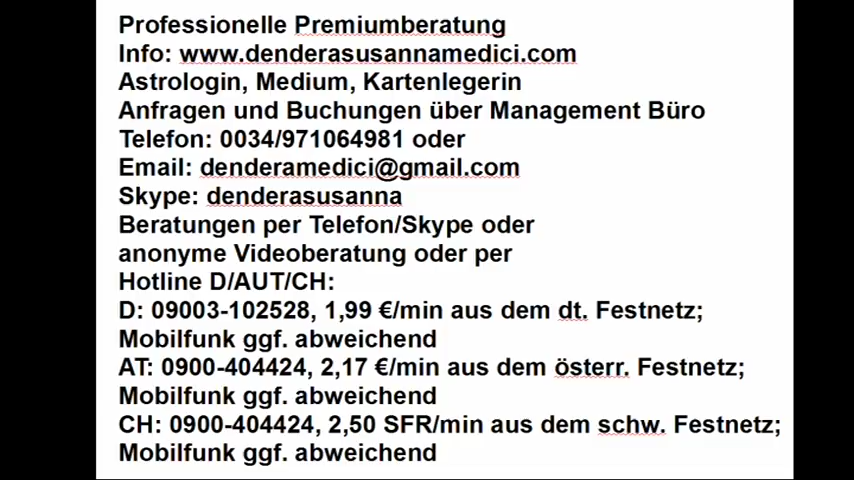 Professionelle Premiumberatung
Info: www.denderasusannamedici.com
Astrologin, Medium, Kartenlegerin
Anfragen und Buchungen über Management Büro
Telefon: 0034/971064981 oder
Email: denderamedici@gmail.com
Skype: denderasusanna
Beratungen per Telefon/Skype oder
anonyme Videoberatung oder per
Hotline D/AUT/CH:
D: 09003-102528, 1,99 €/min aus dem dt. Festnetz;
Mobilfunk ggf. abweichend
AT: 0900-404424, 2,17 €/min aus dem österr. Festnetz;
Mobilfunk ggf. abweichend
CH: 0900-404424, 2,50 SFR/min aus dem schw. Festnetz;
Mobilfunk ggf. abweichend